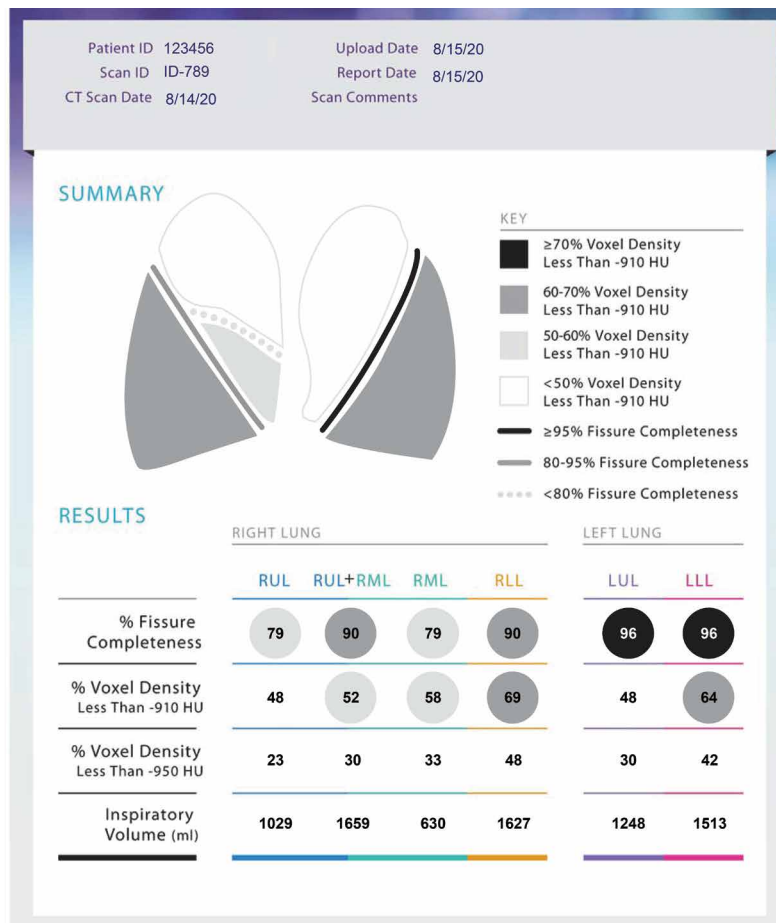 Patient ID 123456
Scan ID ID-789
CT Scan Date 8/14/20
Upload Date 8/15/20
Report Date 8/15/20
Scan Comments
SUMMARY
KEY
≥70% Voxel Density
Less Than -910 HU
60-70% Voxel Density
Less Than -910 HU
50-60% Voxel Density
Less Than -910 HU
<50% Voxel Density
Less Than -910 HU
≥95% Fissure Completeness
80-95% Fissure Completeness
<80% Fissure Completeness
RESULTS
RIGHT LUNG LEFT LUNG
RUL RUL+RML RML RLL LUL LLL
% Fissure
Completeness
79 90 79 90 96 96
% Voxel Density
Less Than -910 HU
48 52 58 69 48 64
% Voxel Density
Less Than -950 HU
23 30 33 48 30 42
Inspiratory
Volume (ml)
1029 1659 630 1627 1248 1513